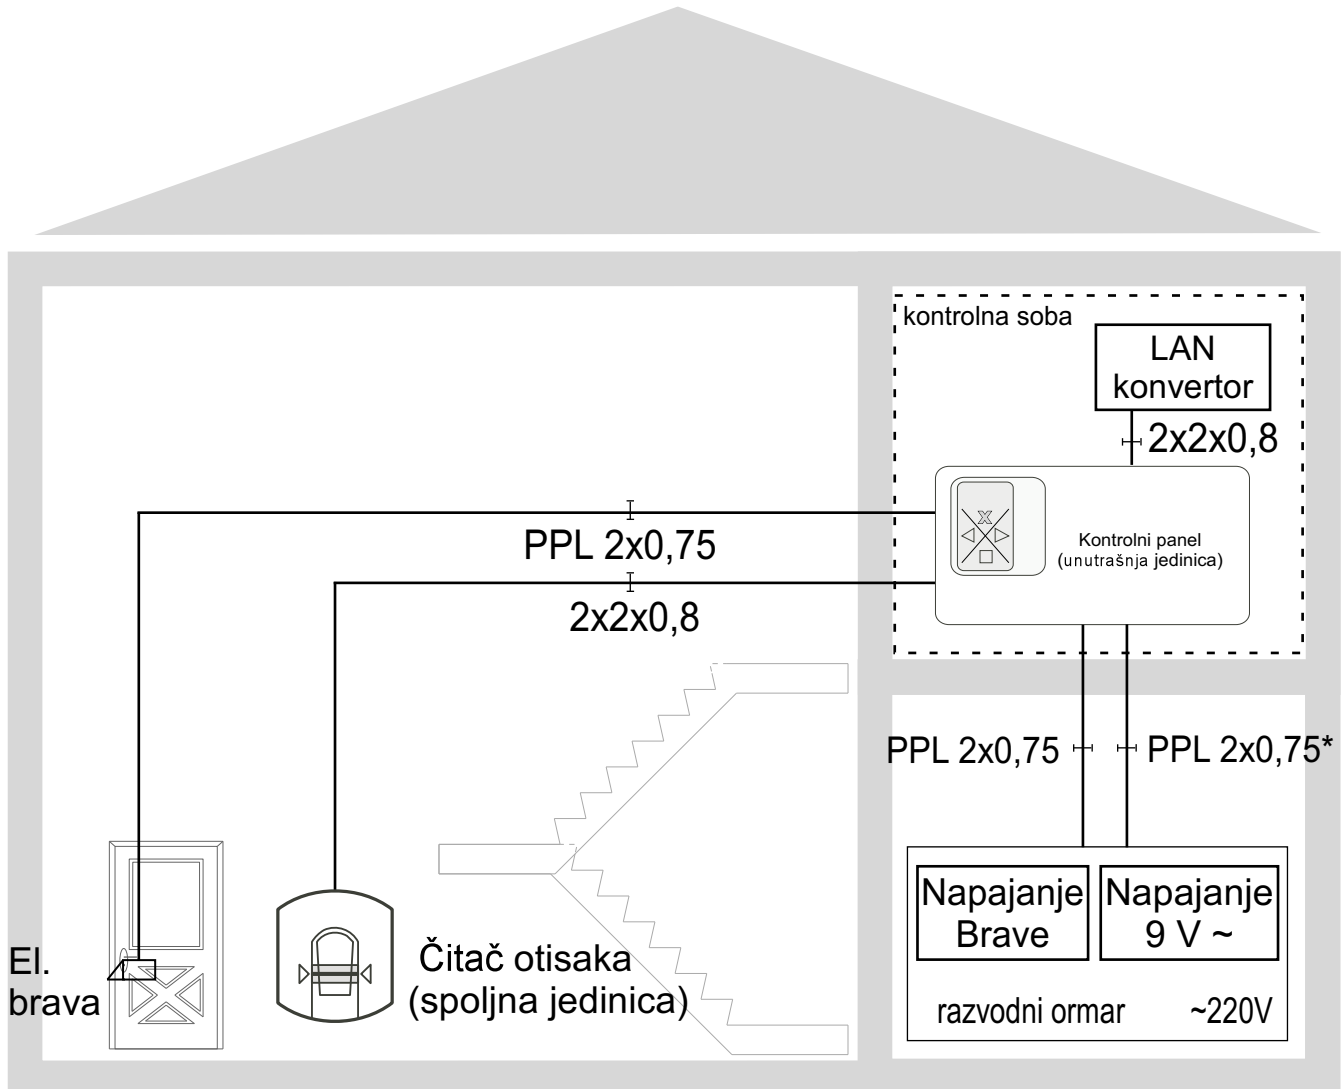 kontrolna soba
LAN
konvertor
2x2x0,8
Kontrolni panel
(unutrašnja jedinica)
PPL 2x0,75
2x2x0,8
PPL 2x0,75
PPL 2x0,75*
Napajanje
Brave
Napajanje
9 V ~
razvodni ormar
~220V
El.
brava
Čitač otisaka
(spoljna jedinica)